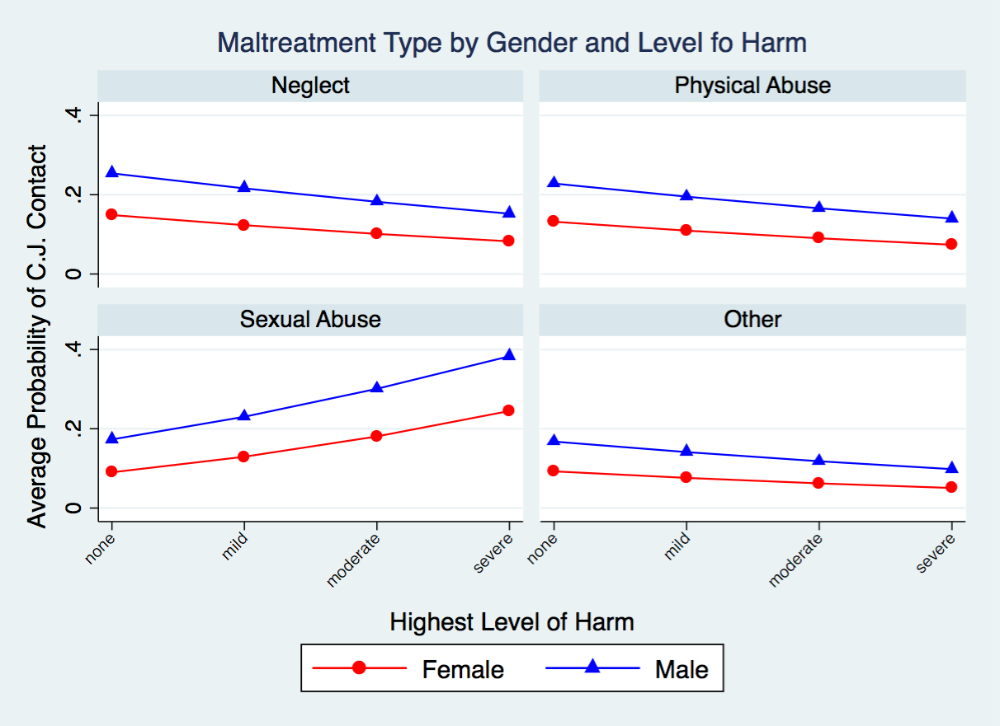 Maltreatment Type by Gender and Level fo Harm
Neglect
Physical Abuse
.4
.2
0
Sexual Abuse
Other
.4
.2
0
Average Probability of C.J. Contact
none
mild
moderate
severe
none
mild
moderate
severe
Highest Level of Harm
Female
Male